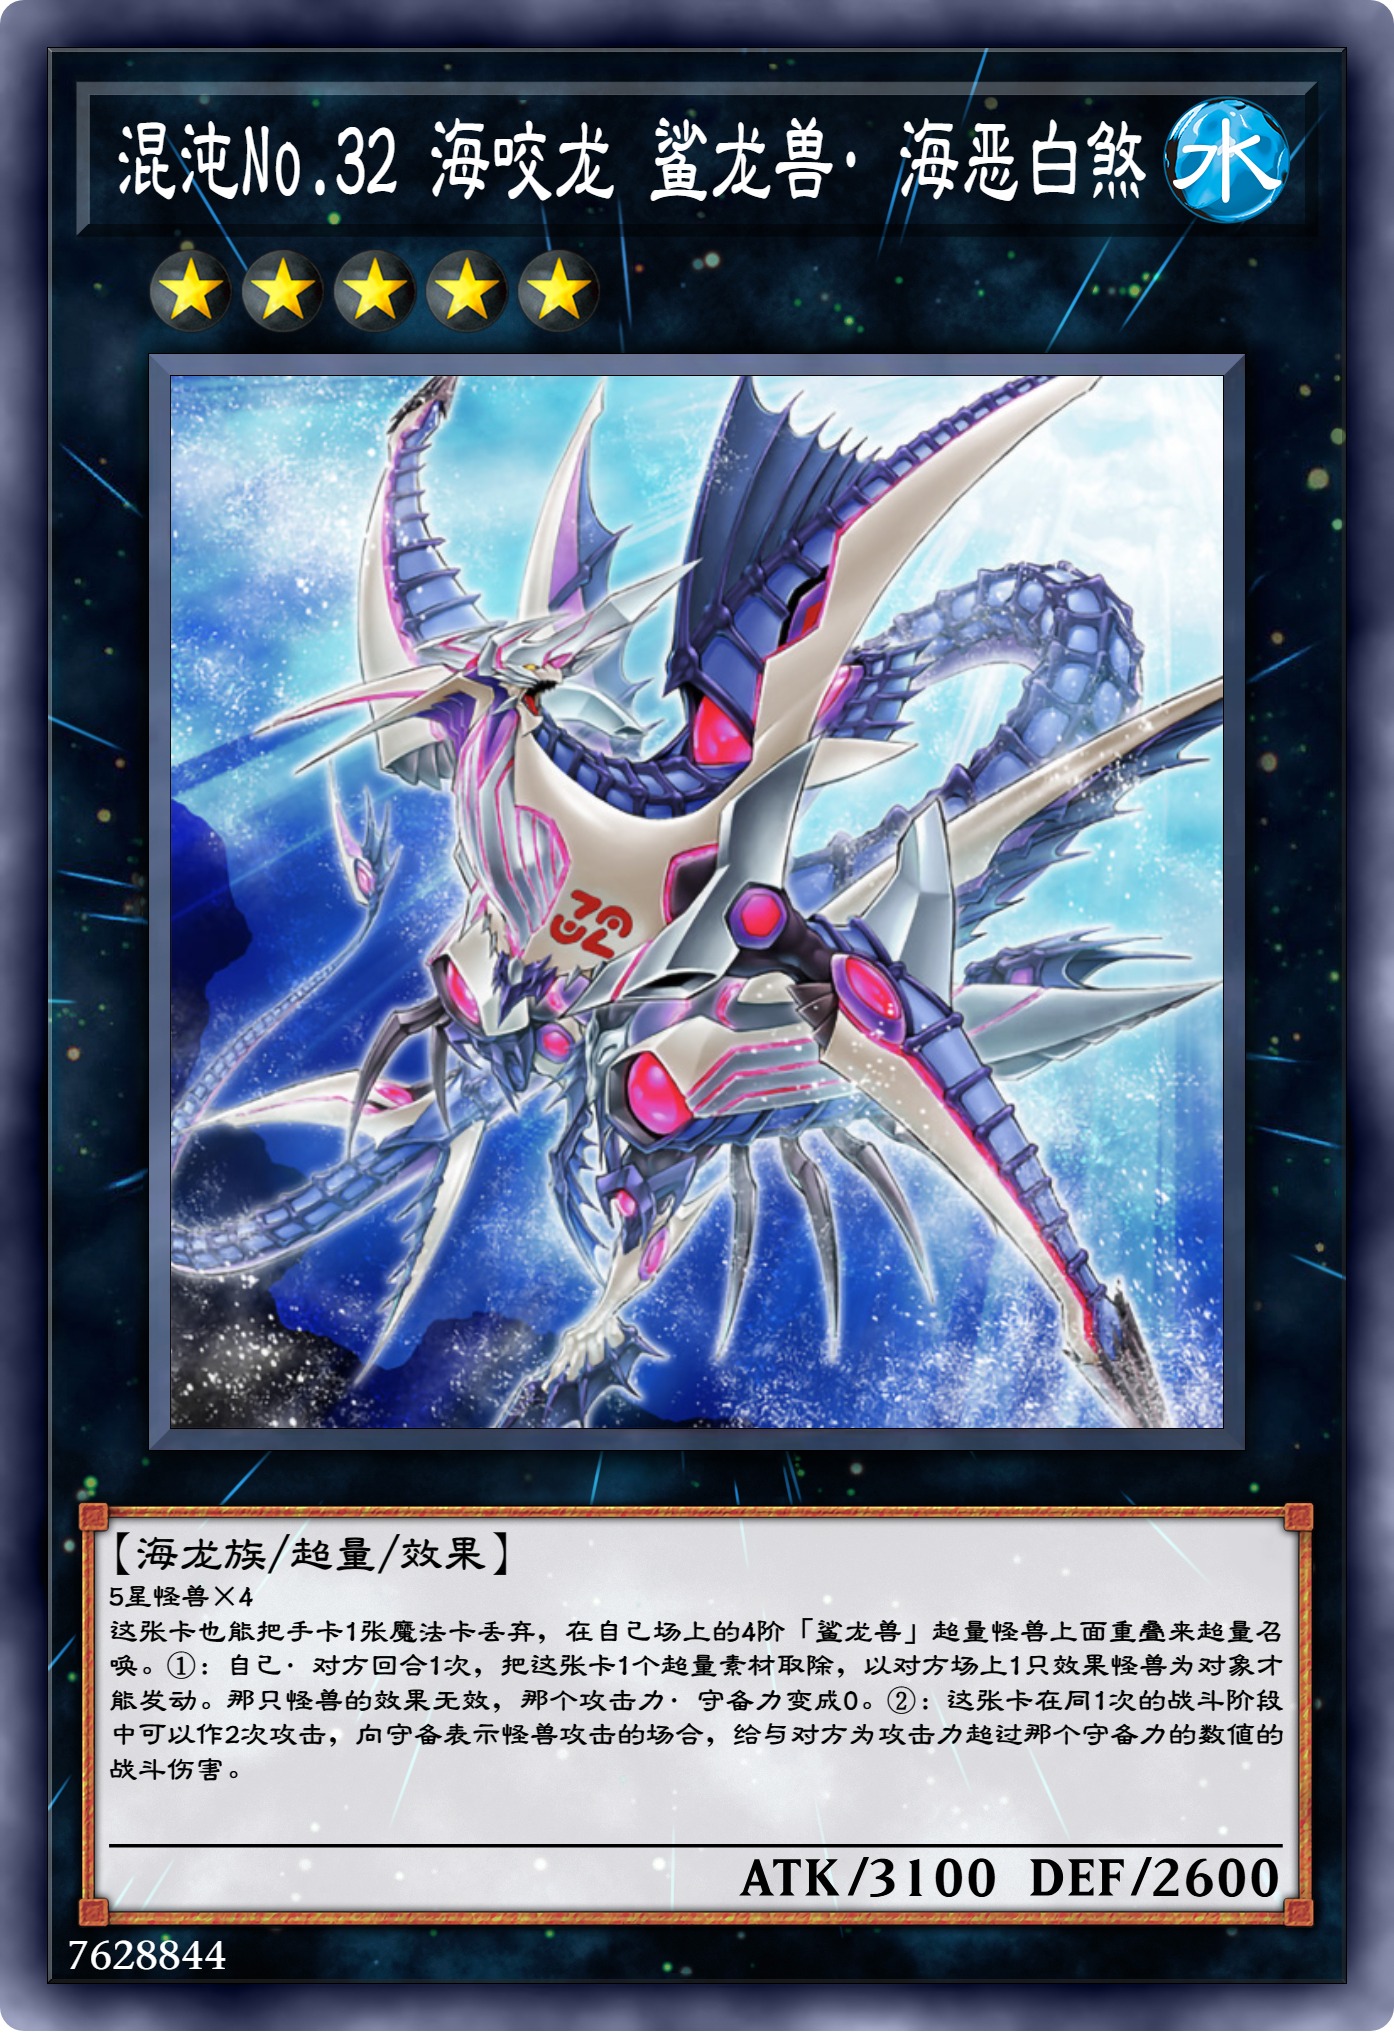 混沌No.32 海咬龙 鲨龙兽·海恶白煞 水
32
【海龙族/超量/效果】
5星怪兽×4
这张卡也能把手卡1张魔法卡丢弃，在自己场上的4阶「鲨龙兽」超量怪兽上面重叠来超量召
唤。①：自己·对方回合1次，把这张卡1个超量素材取除，以对方场上1只效果怪兽为对象才
能发动。那只怪兽的效果无效，那个攻击力·守备力变成0。②：这张卡在同1次的战斗阶段
中可以作2次攻击，向守备表示怪兽攻击的场合，给与对方为攻击力超过那个守备力的数值的
战斗伤害。
ATK/3100 DEF/2600
7628844